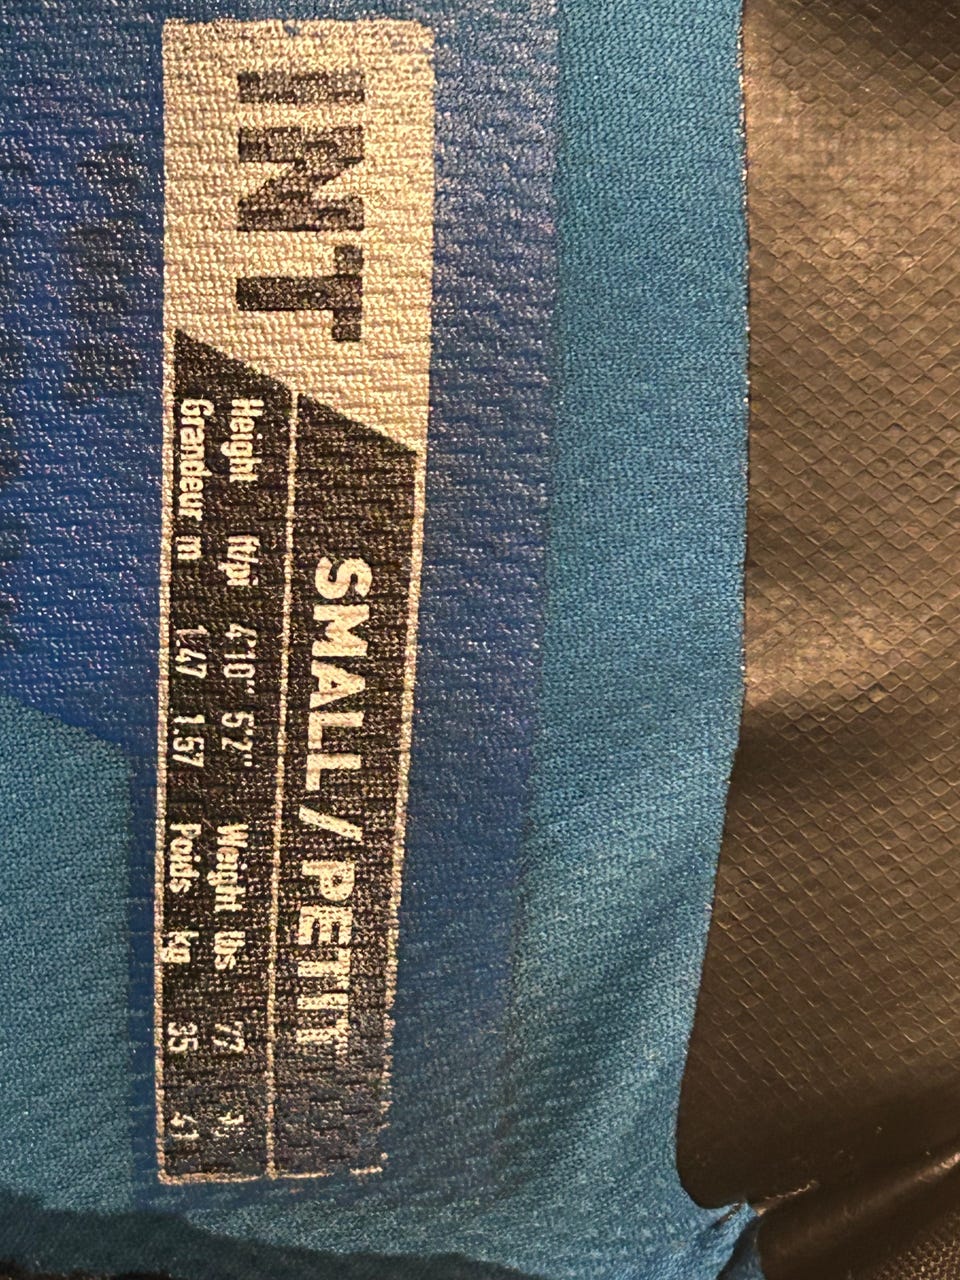 INT
SMALL / PETIT
Height ft/pi 4'10" 5'2" Weight lbs 77
Grandeur m 1.47 1.57 Poids kg 35 41